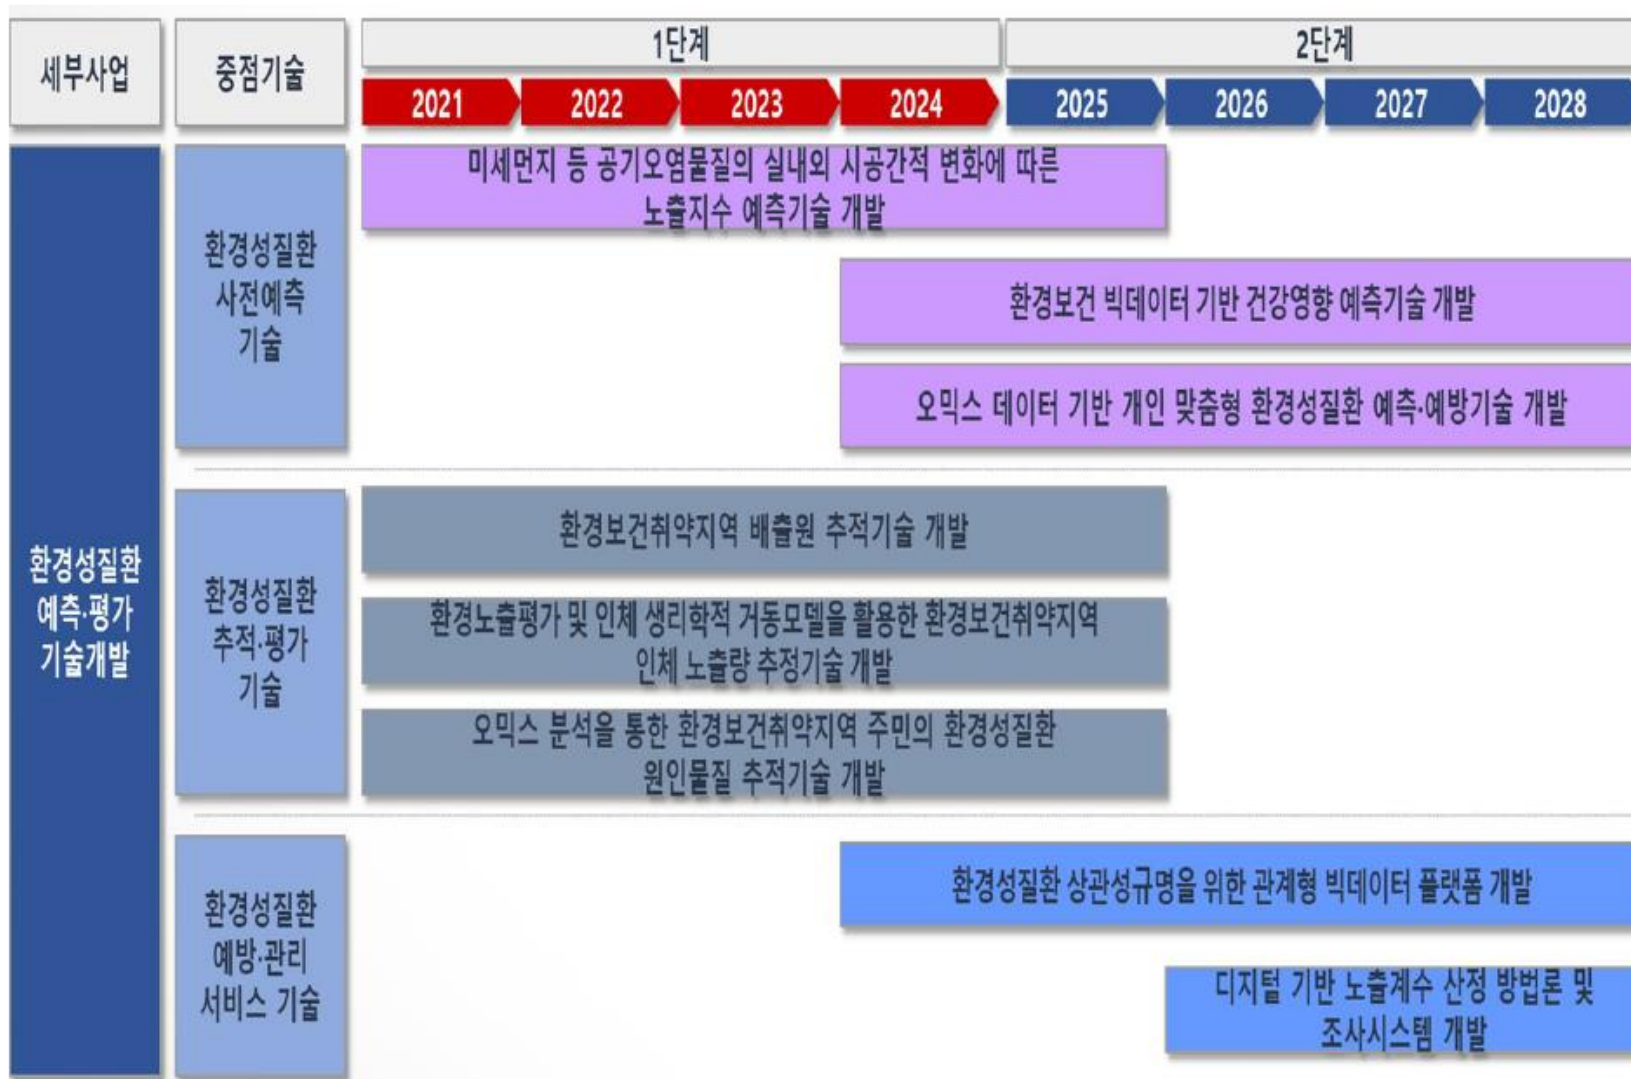 세부사업
중점기술
1단계
2단계
2021
2022
2023
2024
2025
2026
2027
2028
환경성질환
예측·평가
기술개발
환경성질환
사전예측
기술
미세먼지 등 공기오염물질의 실내외 시공간적 변화에 따른
노출지수 예측기술 개발
환경보건 빅데이터 기반 건강영향 예측기술 개발
오믹스 데이터 기반 개인 맞춤형 환경성질환 예측·예방기술 개발
환경성질환
추적·평가
기술
환경보건취약지역 배출원 추적기술 개발
환경노출평가 및 인체 생리학적 거동모델을 활용한 환경보건취약지역
인체 노출량 추정기술 개발
오믹스 분석을 통한 환경보건취약지역 주민의 환경성질환
원인물질 추적기술 개발
환경성질환
예방·관리
서비스 기술
환경성질환 상관성규명을 위한 관계형 빅데이터 플랫폼 개발
디지털 기반 노출계수 산정 방법론 및
조사시스템 개발